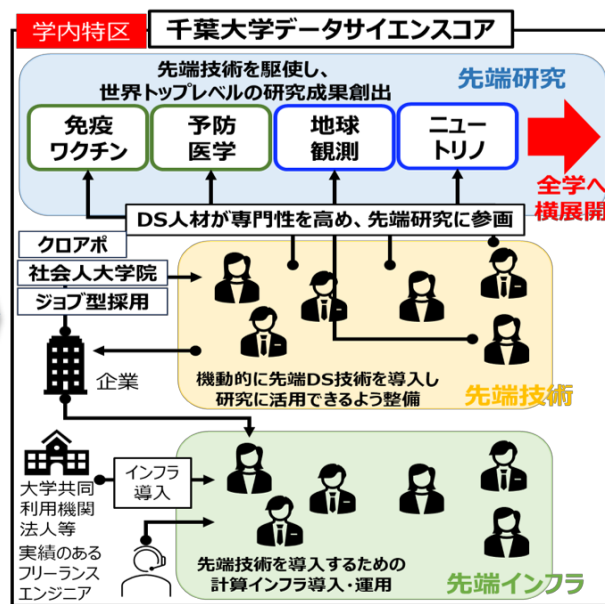 学内特区
千葉大学データサイエンスコア
先端技術を駆使し、
世界トップレベルの研究成果創出
先端研究
免疫
ワクチン
予防
医学
地球
観測
ニュー
トリノ
全学へ
横展開
DS人材が専門性を高め、先端研究に参画
クロアポ
社会人大学院
ジョブ型採用
企業
機動的に先端DS技術を導入し
研究に活用できるよう整備
先端技術
大学共同
利用機関
法人等
インフラ
導入
実績のある
フリーランス
エンジニア
先端技術を導入するための
計算インフラ導入・運用
先端インフラ